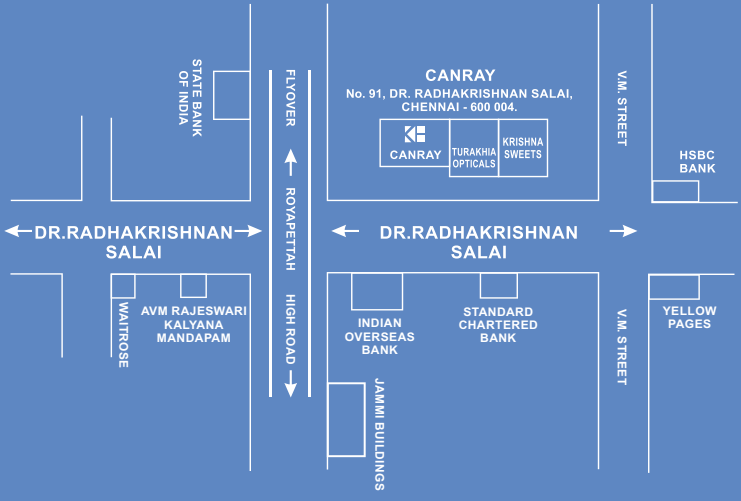 CANRAY
No. 91, DR. RADHAKRISHNAN SALAI,
CHENNAI - 600 004.
STATE BANK
OF INDIA
FLYOVER
V.M. STREET
CANRAY
TURAKHIA
OPTICALS
KRISHNA
SWEETS
HSBC
BANK
ROYAPETTAH
DR.RADHAKRISHNAN
SALAI
DR.RADHAKRISHNAN
SALAI
HIGH ROAD
WAITROSE
AVM RAJESWARI
KALYANA
MANDAPAM
INDIAN
OVERSEAS
BANK
STANDARD
CHARTERED
BANK
V.M. STREET
YELLOW
PAGES
JAMMI BUILDINGS